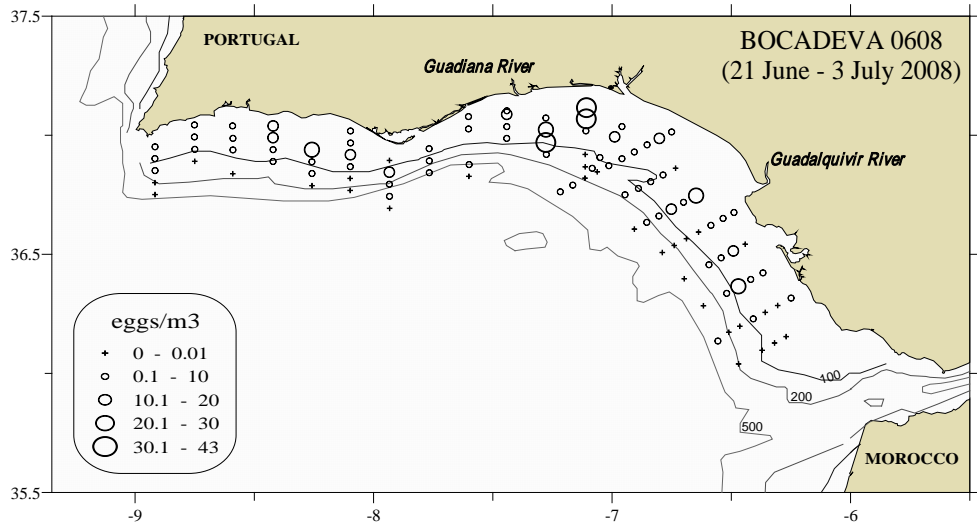 37.5
PORTUGAL
BOCADEVA 0608
(21 June - 3 July 2008)
Guadiana River
Guadalquivir River
36.5
eggs/m3
0 - 0.01
0.1 - 10
10.1 - 20
20.1 - 30
30.1 - 43
100
200
500
MOROCCO
35.5
-9
-8
-7
-6